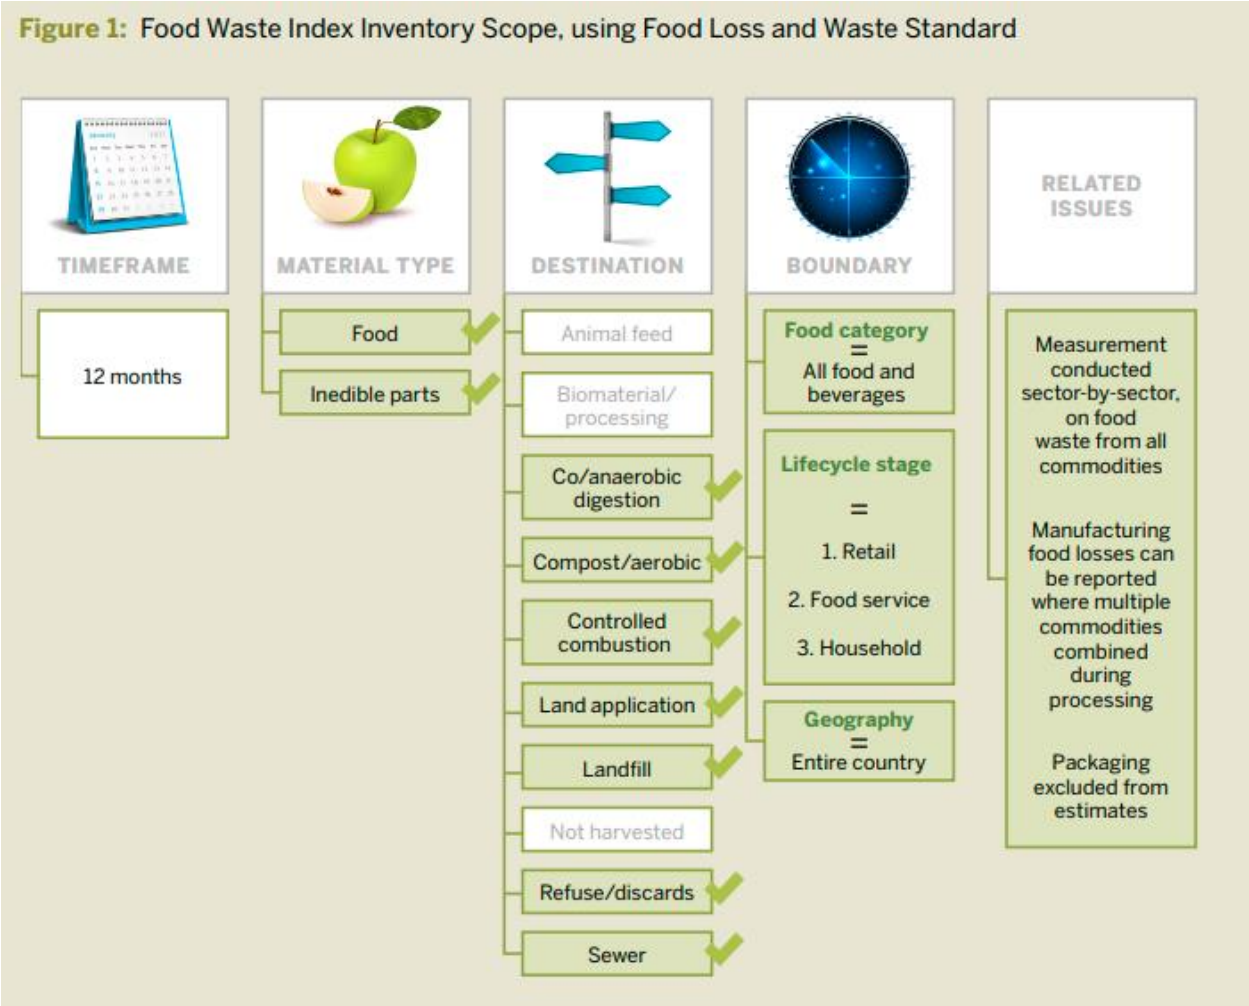 Figure 1: Food Waste Index Inventory Scope, using Food Loss and Waste Standard
TIMEFRAME
12 months
MATERIAL TYPE
Food
Inedible parts
DESTINATION
Animal feed
Biomaterial/
processing
Co/anaerobic
digestion
Compost/aerobic
Controlled
combustion
Land application
Landfill
Not harvested
Refuse/discards
Sewer
BOUNDARY
Food category
=
All food and
beverages
Lifecycle stage
=
1. Retail
2. Food service
3. Household
Geography
=
Entire country
RELATED
ISSUES
Measurement
conducted
sector-by-sector,
on food
waste from all
commodities
Manufacturing
food losses can
be reported
where multiple
commodities
combined
during
processing
Packaging
excluded from
estimates